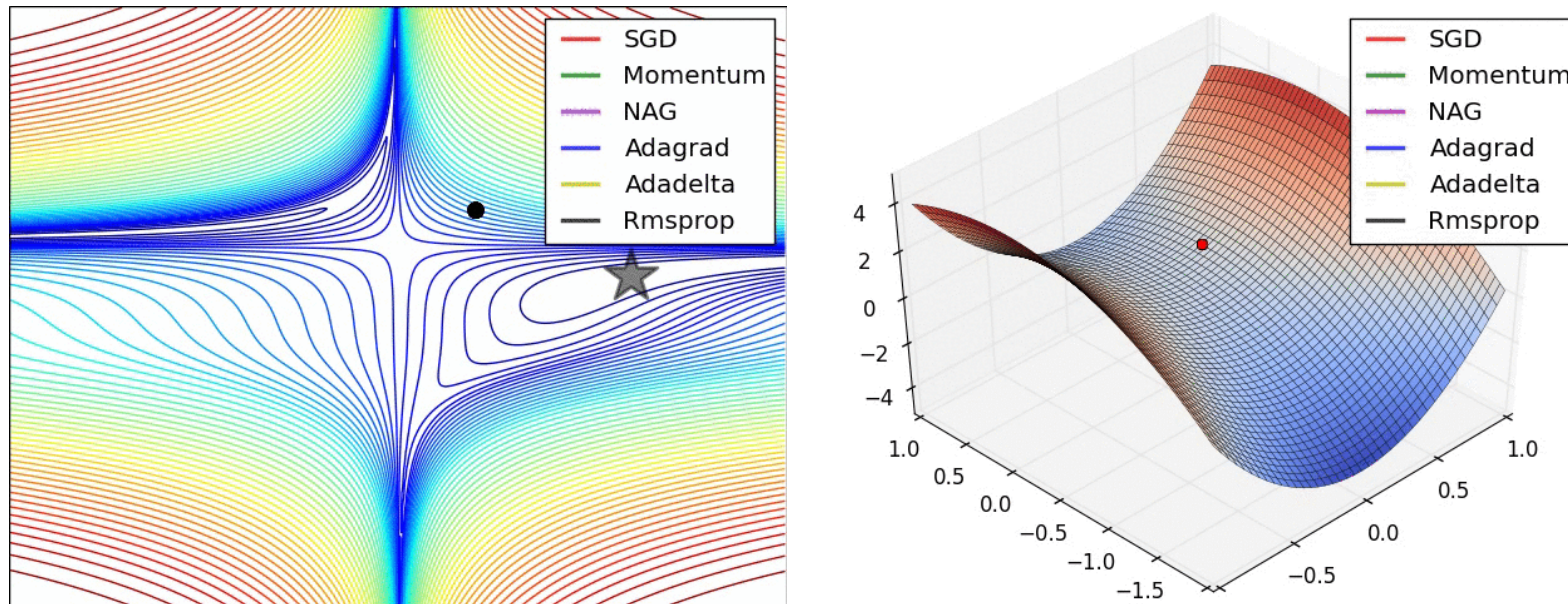 SGD
Momentum
NAG
Adagrad
Adadelta
Rmsprop
SGD
Momentum
NAG
Adagrad
Adadelta
Rmsprop
4
2
0
−2
−4
1.0
0.5
0.0
−0.5
−1.0
−1.5
−0.5
0.0
0.5
1.0